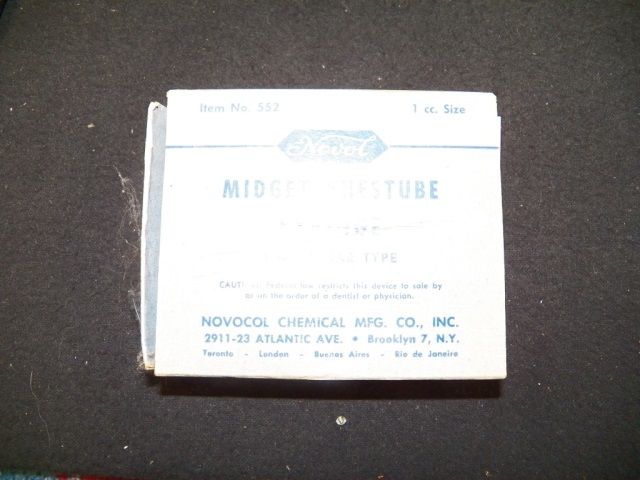 Item No. 552 1 cc. Size
Novol
MIDGET
TYPE
CAUTION: Federal law restricts this device to sale by
or on the order of a dentist or physician.
NOVOCOL CHEMICAL MFG. CO., INC.
2911-23 ATLANTIC AVE. • Brooklyn 7, N.Y.
Toronto - London - Buenos Aires - Rio de Janeiro